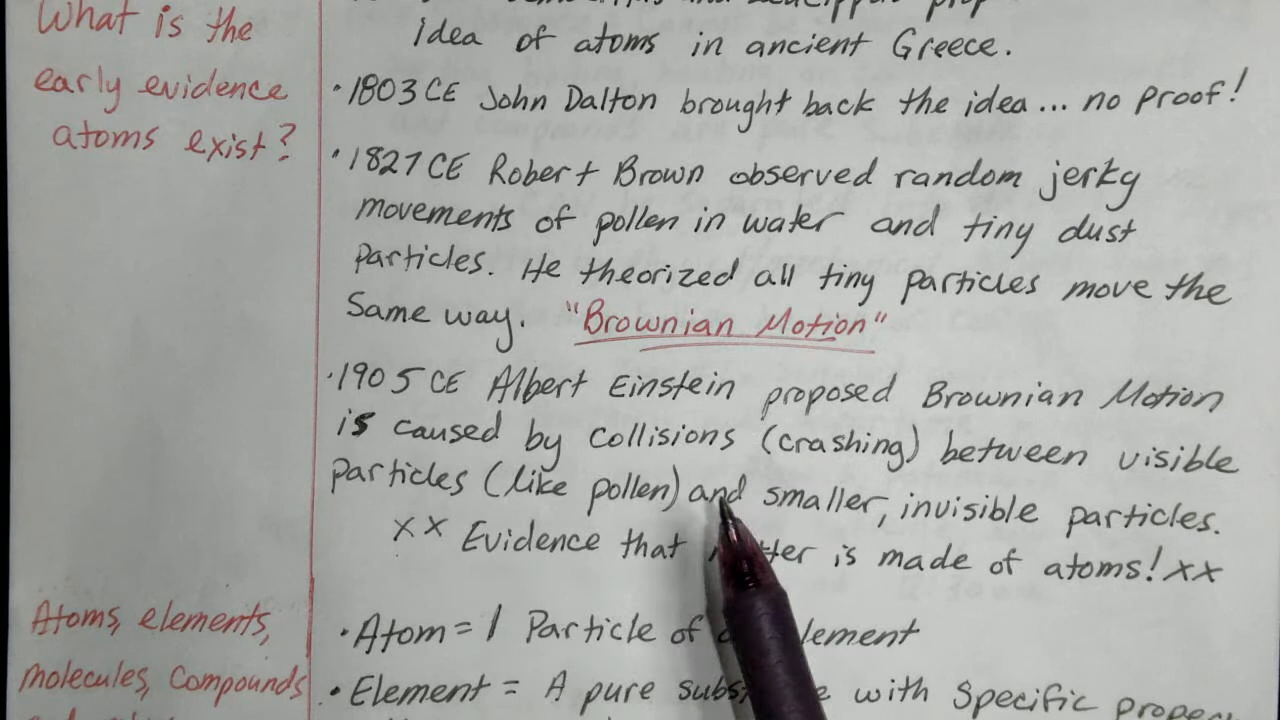 What is the
early evidence
atoms exist?
idea of atoms in ancient Greece.
·1803 CE John Dalton brought back the idea... no proof!
·1827 CE Robert Brown observed random jerky
movements of pollen in water and tiny dust
particles. He theorized all tiny particles move the
same way. "Brownian Motion"
·1905 CE Albert Einstein proposed Brownian Motion
is caused by collisions (crashing) between visible
particles (like pollen) and smaller, invisible particles.
xx Evidence that is made of atoms! xx
Atoms, elements,
molecules, compounds
·Atom = 1 Particle of
·Element = A pure with specific